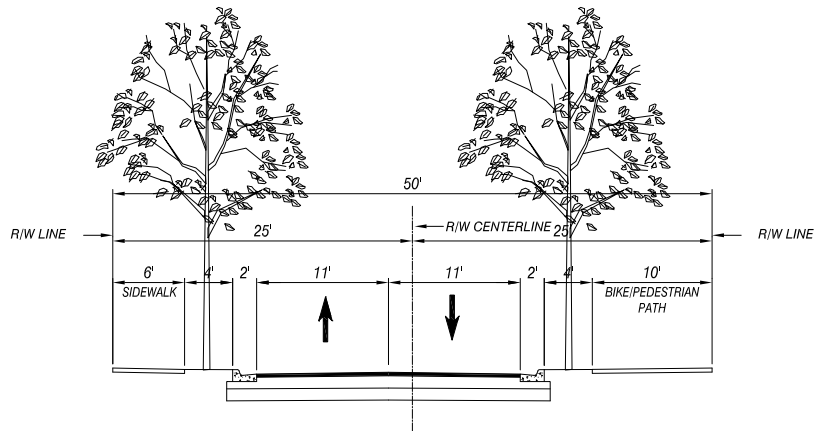 50'
R/W LINE
25'
R/W CENTERLINE
25'
R/W LINE
6'
4'
2'
11'
11'
2'
4'
10'
SIDEWALK
BIKE/PEDESTRIAN
PATH